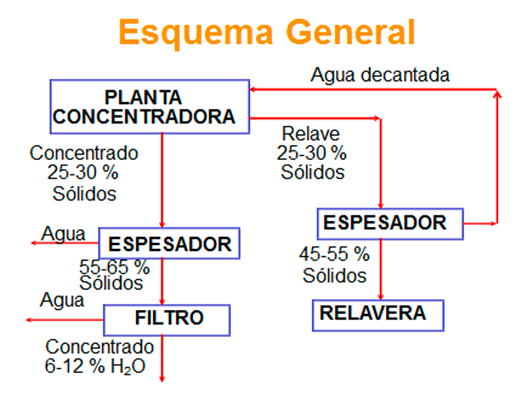 Esquema General
Agua decantada
PLANTA
CONCENTRADORA
Relave
25-30 %
Sólidos
Concentrado
25-30 %
Sólidos
Agua
ESPESADOR
ESPESADOR
55-65 %
Sólidos
45-55 %
Sólidos
Agua
FILTRO
RELAVERA
Concentrado
6-12 % H₂O